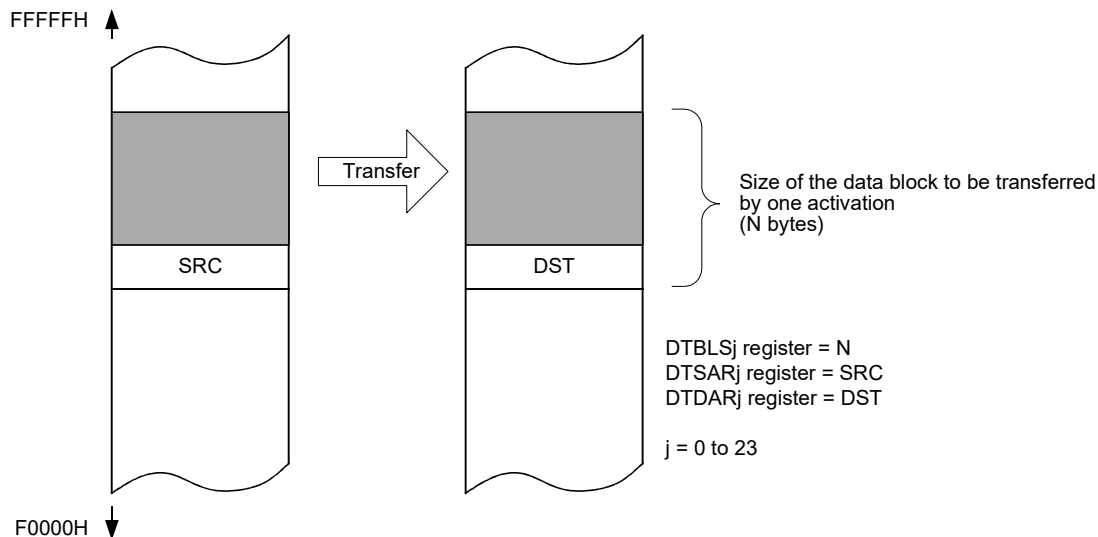 FFFFFH
Transfer
Size of the data block to be transferred
by one activation
(N bytes)
SRC
DST
DTBLSj register = N
DTSARj register = SRC
DTDARj register = DST
j = 0 to 23
F0000H